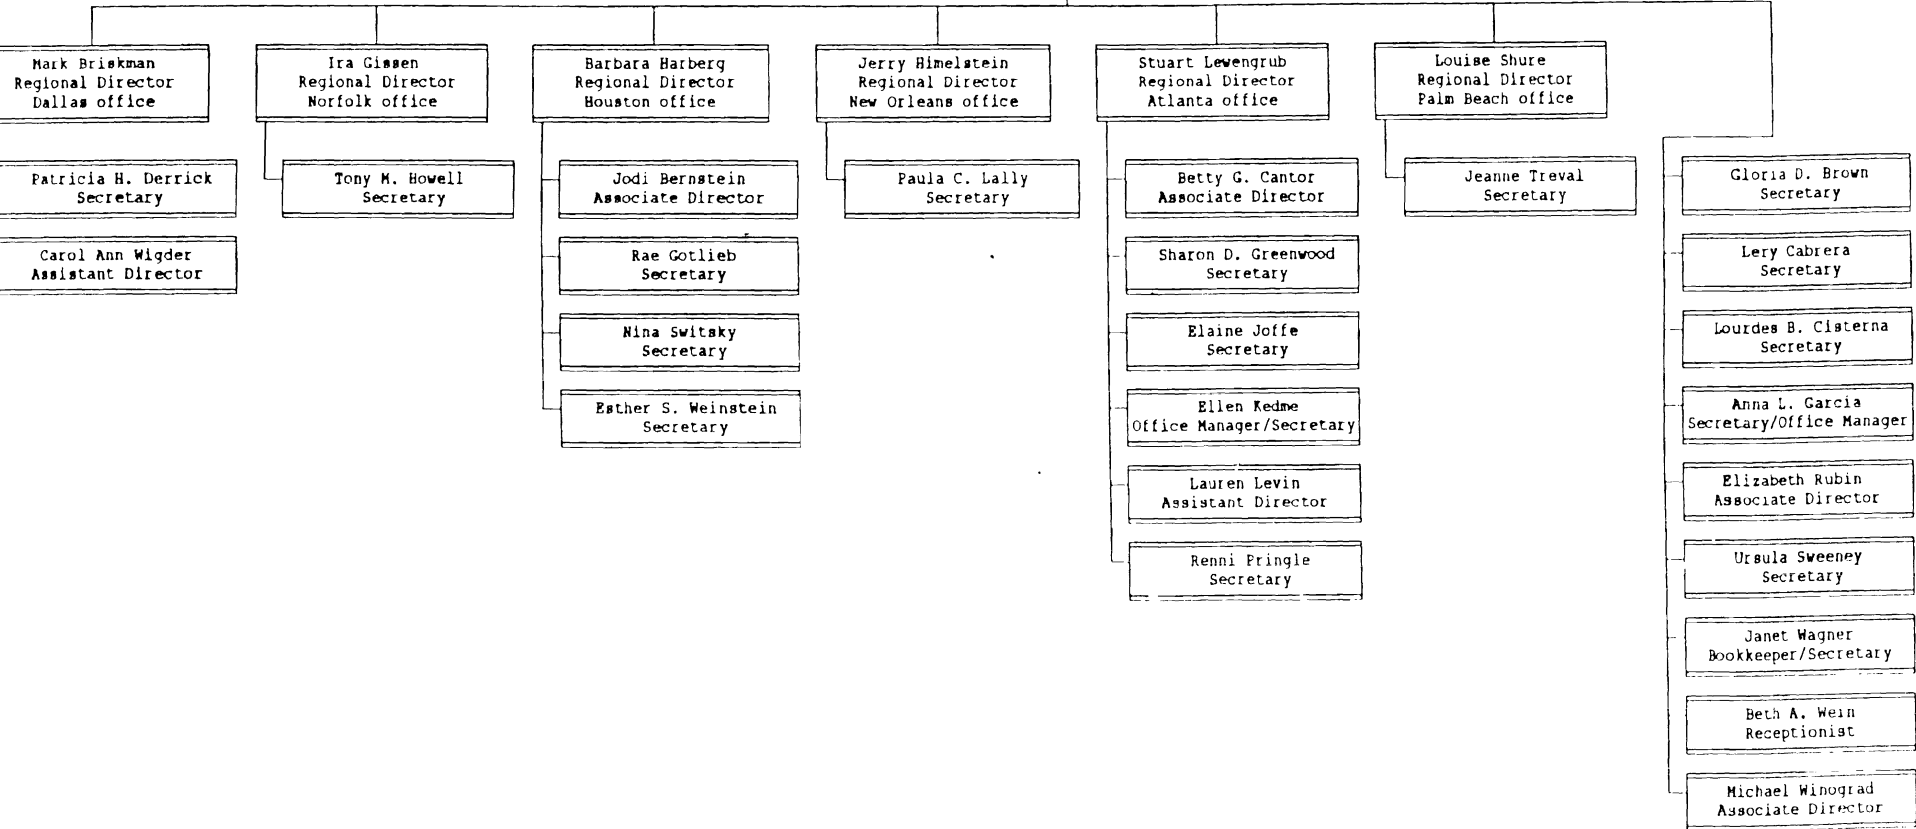 Mark Briskman
Regional Director
Dallas office
Patricia H. Derrick
Secretary
Carol Ann Wigder
Assistant Director
Ira Gissen
Regional Director
Norfolk office
Tony M. Howell
Secretary
Barbara Harberg
Regional Director
Houston office
Jodi Bernstein
Associate Director
Rae Gotlieb
Secretary
Nina Switsky
Secretary
Esther S. Weinstein
Secretary
Jerry Himelstein
Regional Director
New Orleans office
Paula C. Lally
Secretary
Stuart Lewengrub
Regional Director
Atlanta office
Betty G. Cantor
Associate Director
Sharon D. Greenwood
Secretary
Elaine Joffe
Secretary
Ellen Kedme
Office Manager/Secretary
Lauren Levin
Assistant Director
Renni Pringle
Secretary
Louise Shure
Regional Director
Palm Beach office
Jeanne Treval
Secretary
Gloria D. Brown
Secretary
Lery Cabrera
Secretary
Lourdes B. Cisterna
Secretary
Anna L. Garcia
Secretary/Office Manager
Elizabeth Rubin
Associate Director
Ursula Sweeney
Secretary
Janet Wagner
Bookkeeper/Secretary
Beth A. Wein
Receptionist
Michael Winograd
Associate Director